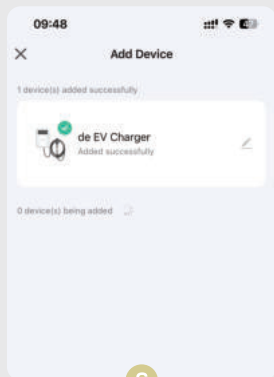 09:48
Add Device
1 device(s) added successfully
de EV Charger
Added successfully
0 device(s) being added